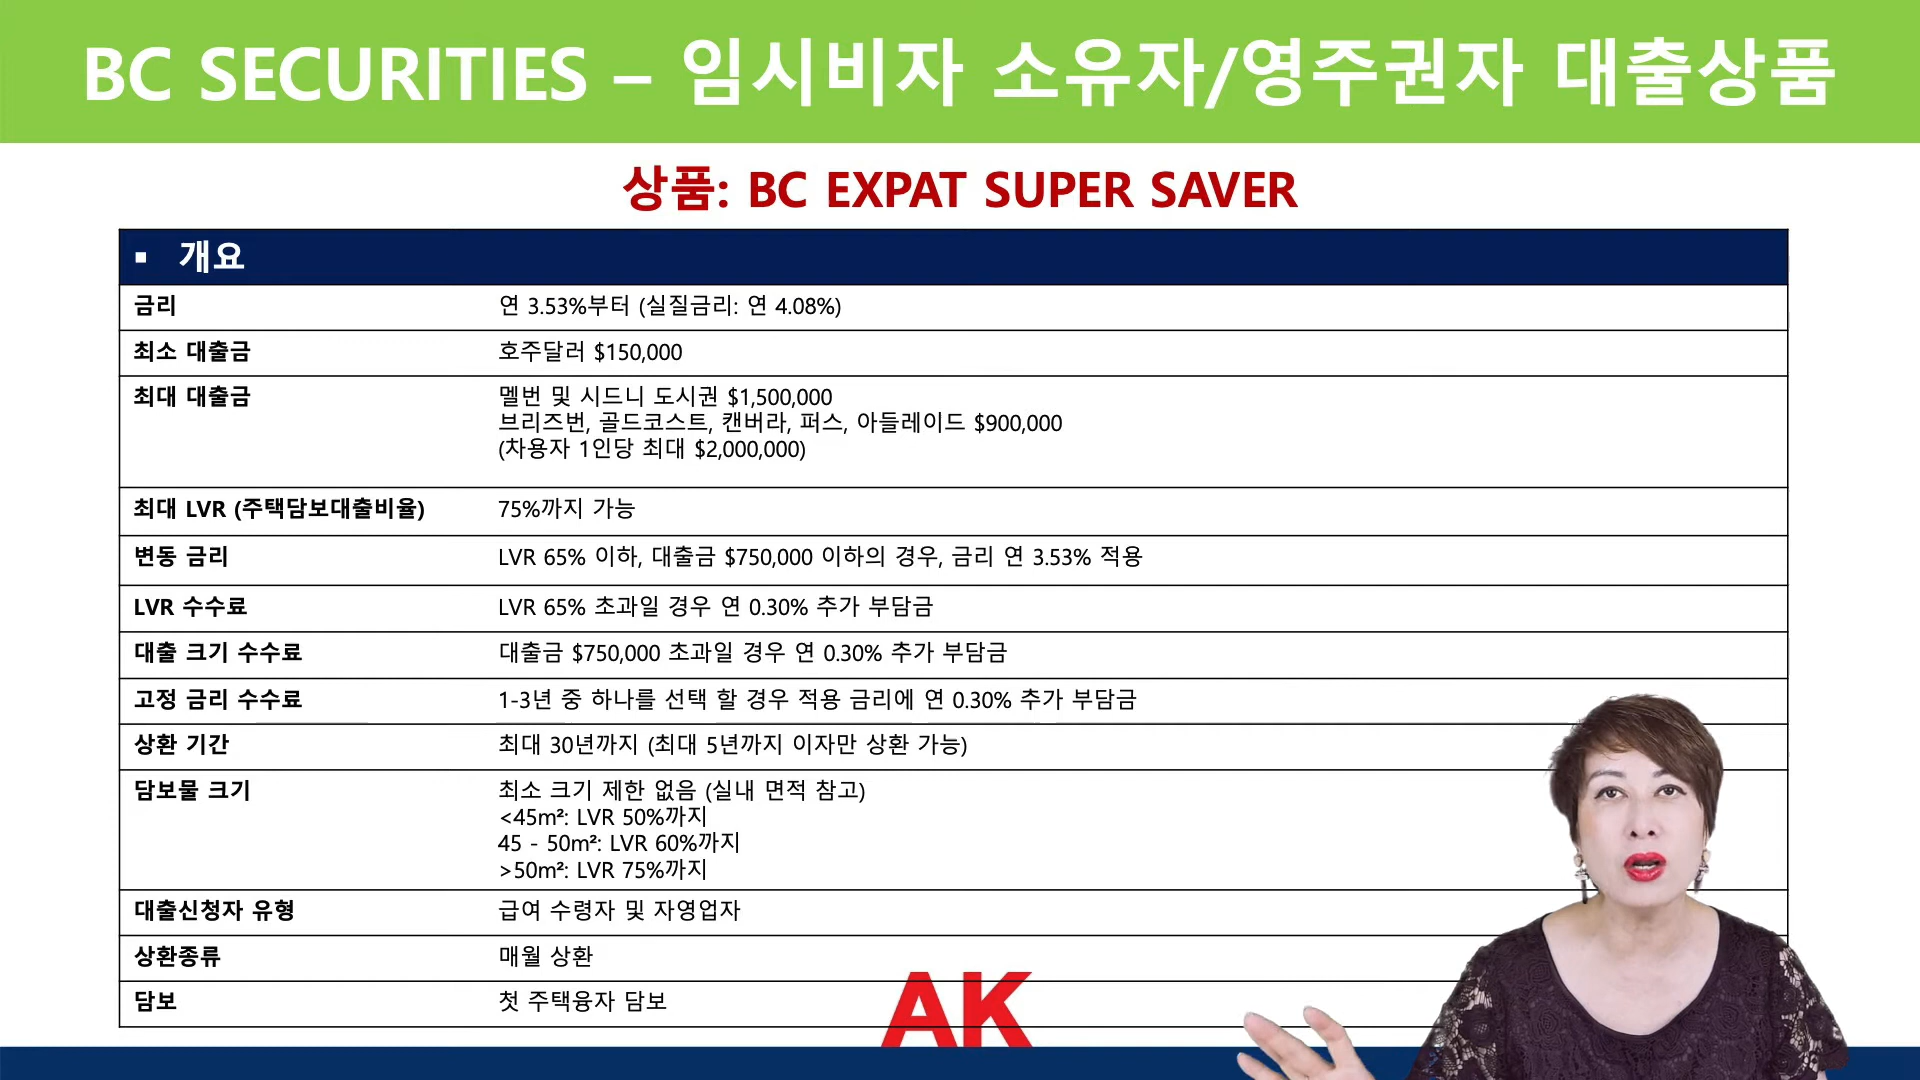 BC SECURITIES – 임시비자 소유자/영주권자 대출상품
상품: BC EXPAT SUPER SAVER
▪ 개요
금리 연 3.53%부터 (실질금리: 연 4.08%)
최소 대출금 호주달러 $150,000
최대 대출금 멜번 및 시드니 도시권 $1,500,000
브리즈번, 골드코스트, 캔버라, 퍼스, 아들레이드 $900,000
(차용자 1인당 최대 $2,000,000)
최대 LVR (주택담보대출비율) 75%까지 가능
변동 금리 LVR 65% 이하, 대출금 $750,000 이하의 경우, 금리 연 3.53% 적용
LVR 수수료 LVR 65% 초과일 경우 연 0.30% 추가 부담금
대출 크기 수수료 대출금 $750,000 초과일 경우 연 0.30% 추가 부담금
고정 금리 수수료 1-3년 중 하나를 선택 할 경우 적용 금리에 연 0.30% 추가 부담금
상환 기간 최대 30년까지 (최대 5년까지 이자만 상환 가능)
담보물 크기 최소 크기 제한 없음 (실내 면적 참고)
<45m²: LVR 50%까지
45 - 50m²: LVR 60%까지
>50m²: LVR 75%까지
대출신청자 유형 급여 수령자 및 자영업자
상환종류 매월 상환
담보 첫 주택융자 담보
AK